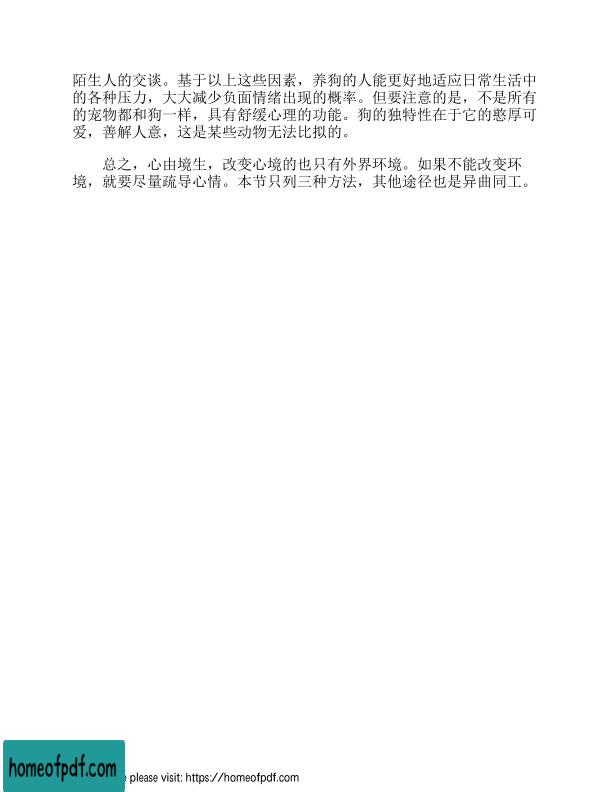 陌生人的交谈。基于以上这些因素，养狗的人能更好地适应日常生活中
的各种压力，大大减少负面情绪出现的概率。但要注意的是，不是所有
的宠物都和狗一样，具有舒缓心理的功能。狗的独特性在于它的憨厚可
爱，善解人意，这是某些动物无法比拟的。
总之，心由境生，改变心境的也只有外界环境。如果不能改变环
境，就要尽量疏导心情。本节只列三种方法，其他途径也是异曲同工。
homeofpdf.com
please visit: https://homeofpdf.com